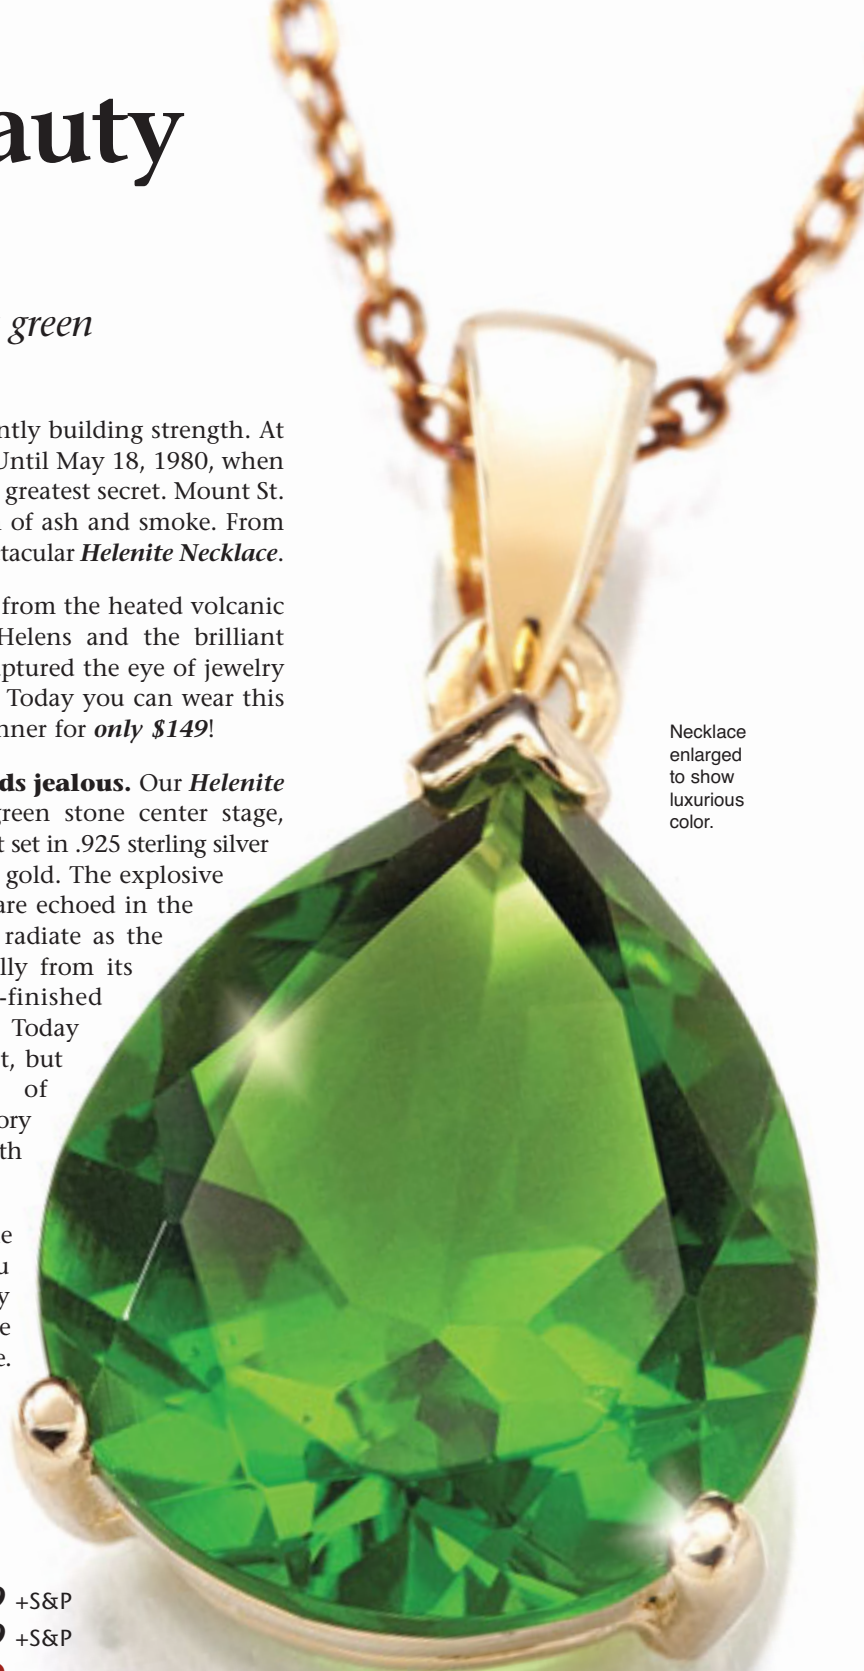 auty
green
ntly building strength. At
Until May 18, 1980, when
greatest secret. Mount St.
of ash and smoke. From
tacular Helenite Necklace.
from the heated volcanic
Helens and the brilliant
ptured the eye of jewelry
Today you can wear this
nner for only $149!
ds jealous. Our Helenite
green stone center stage,
t set in .925 sterling silver
gold. The explosive
are echoed in the
radiate as the
lly from its
-finished
Today
t, but
of
ory
th
e
u
y
e
e.
Necklace
enlarged
to show
luxurious
color.
+S&P
+S&P